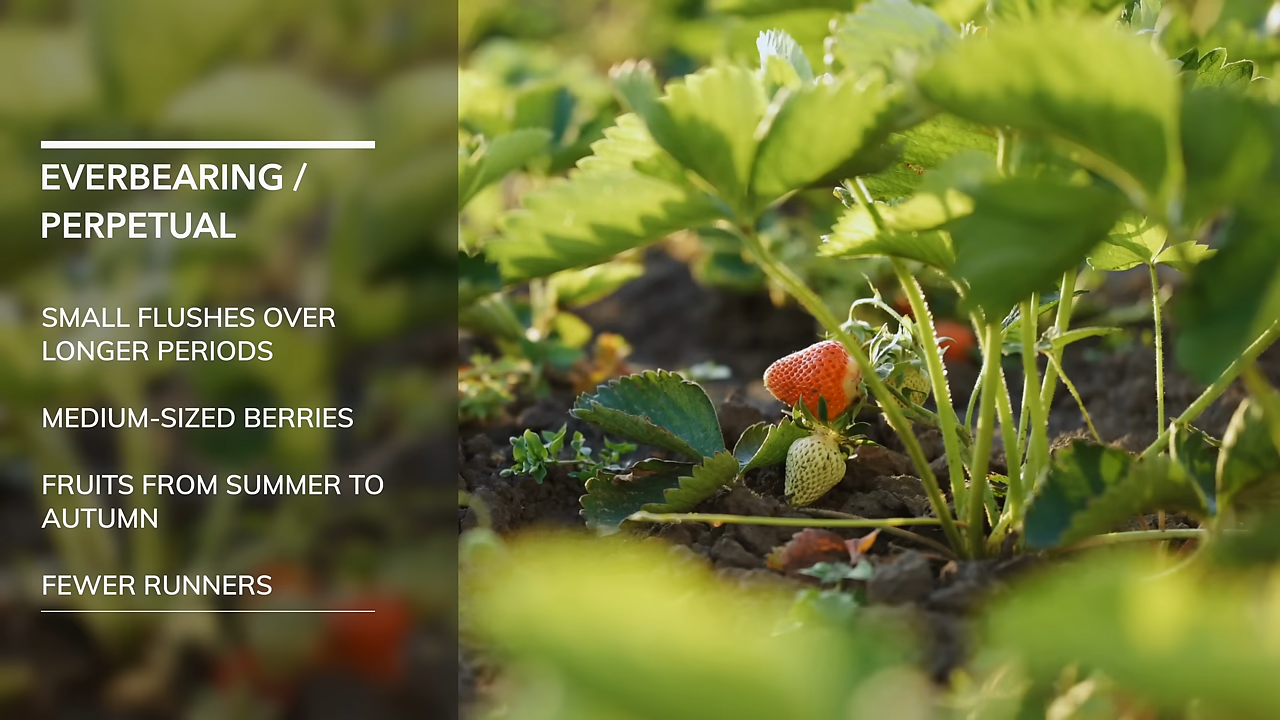 EVERBEARING /
PERPETUAL
SMALL FLUSHES OVER
LONGER PERIODS
MEDIUM-SIZED BERRIES
FRUITS FROM SUMMER TO
AUTUMN
FEWER RUNNERS